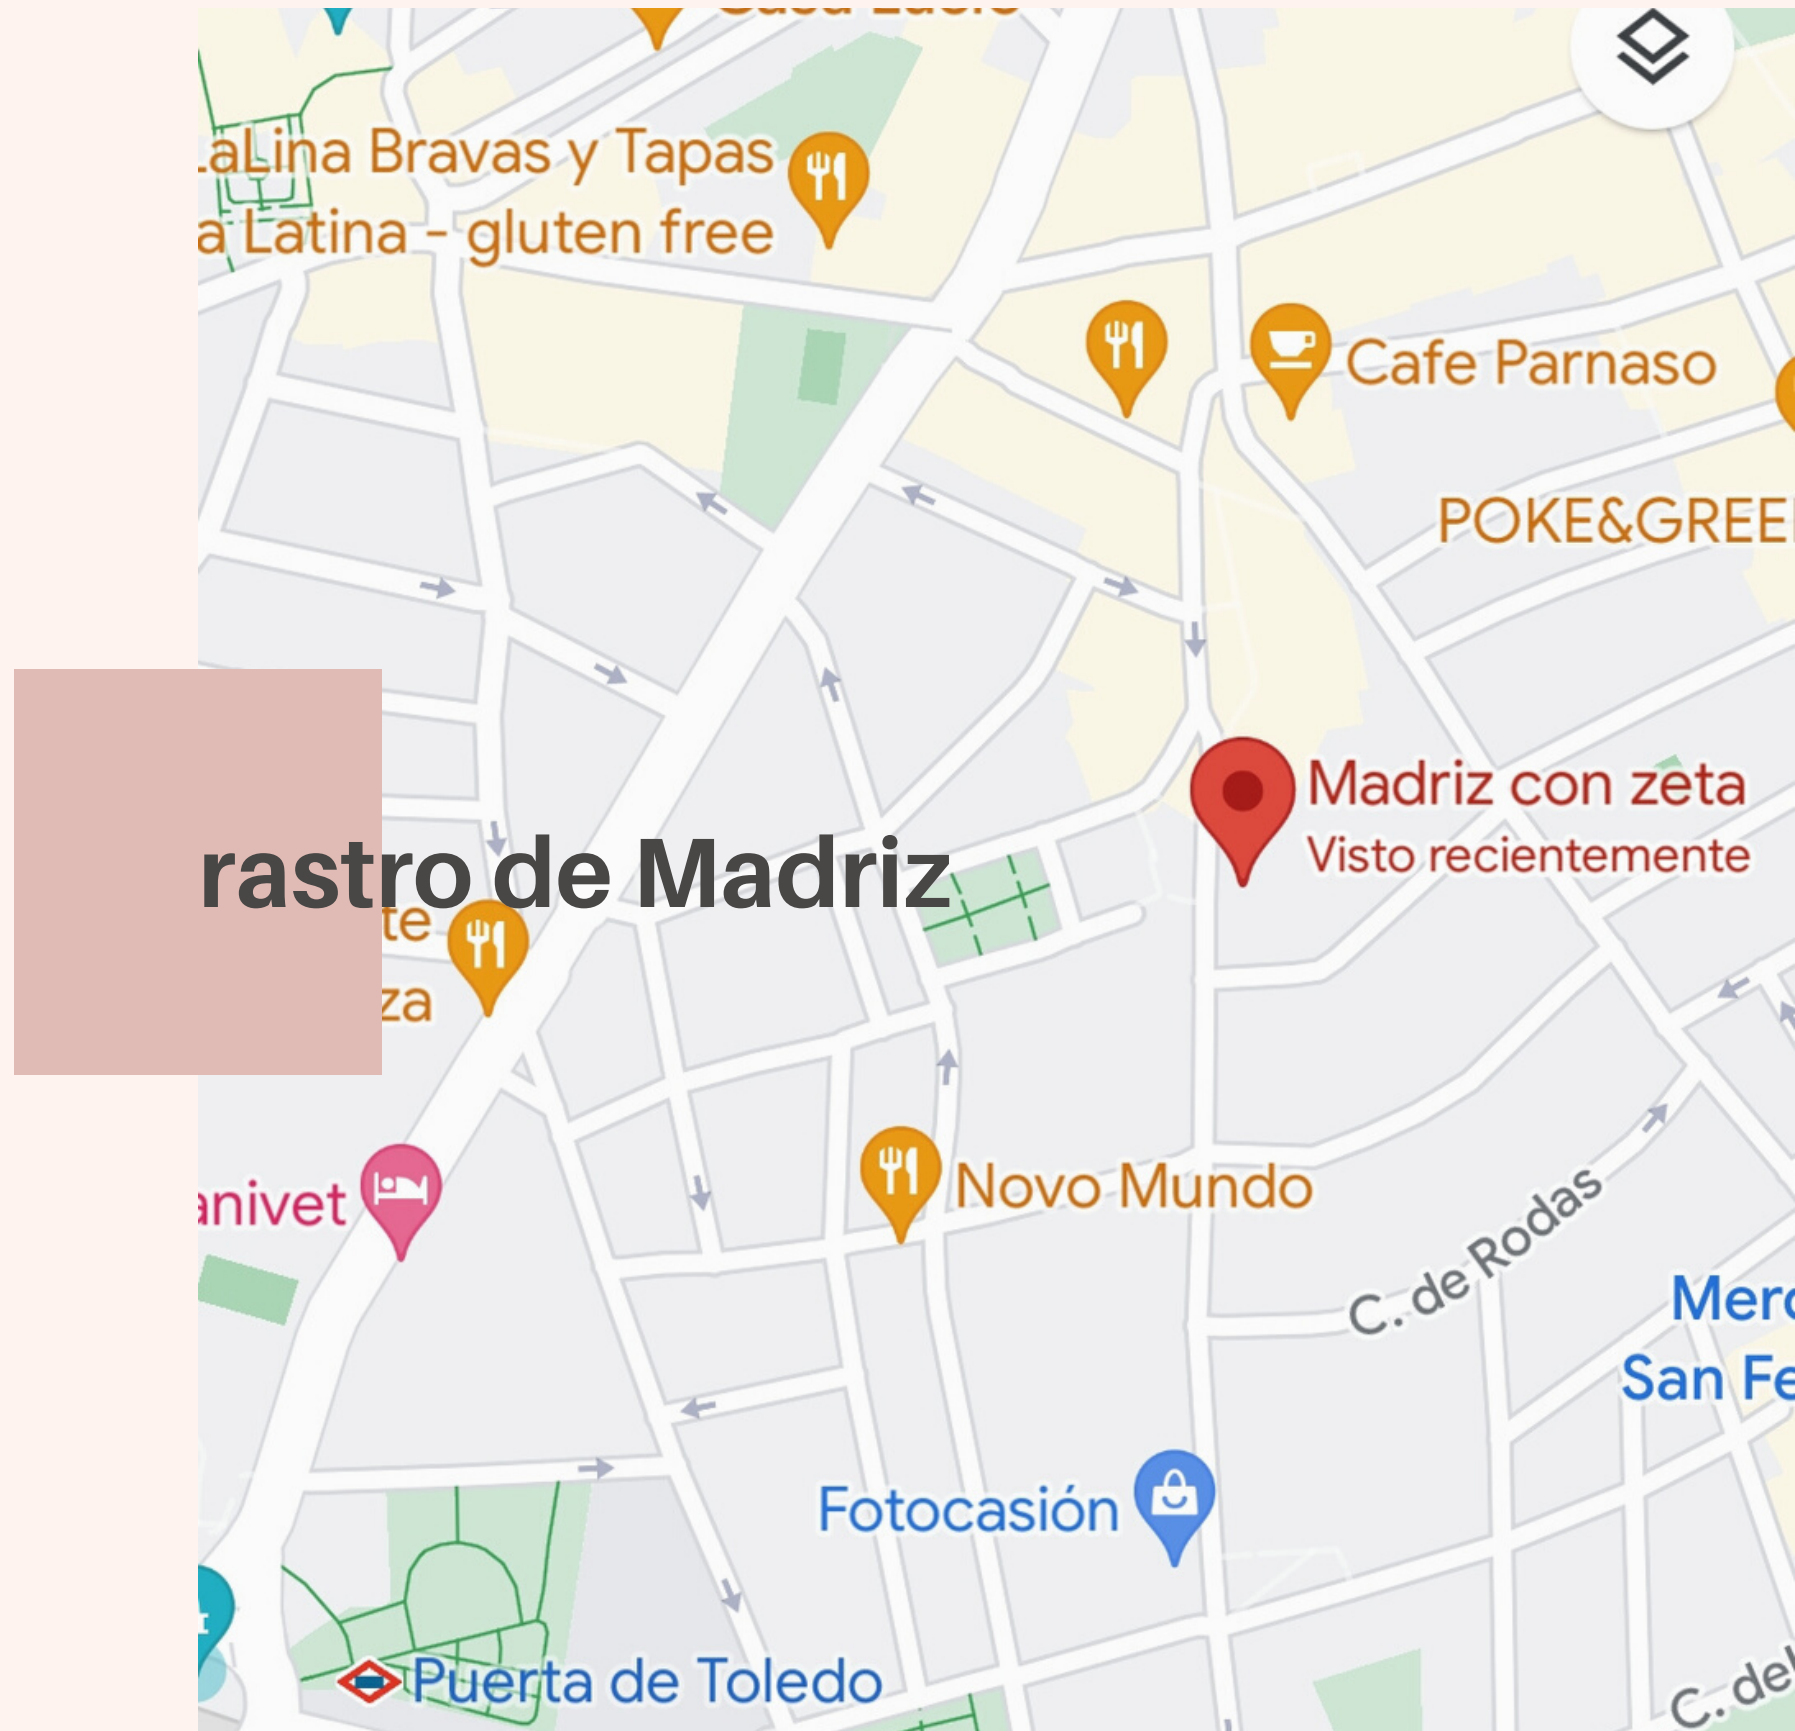 LaLina Bravas y Tapas
a Latina - gluten free
Cafe Parnaso
POKE&GREE
Madriz con zeta
Visto recientemente
rastro de Madriz
te
za
anivet
Novo Mundo
C. de Rodas
Merc
San Fe
Fotocasión
Puerta de Toledo
C. del